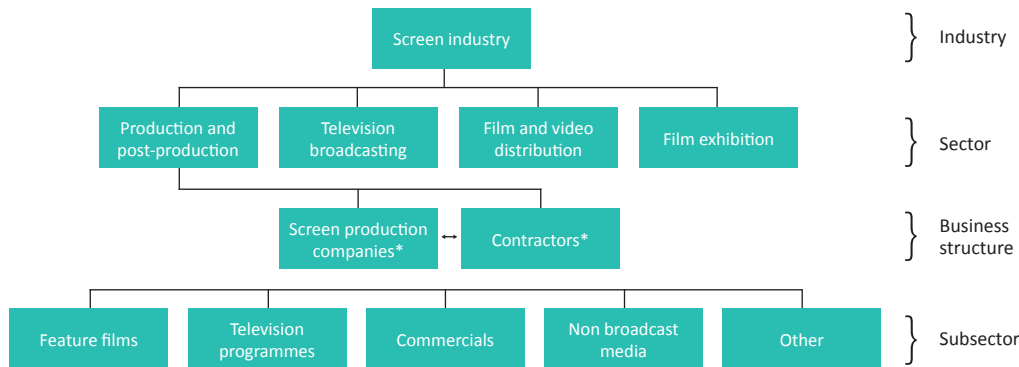 Screen industry
Industry
Production and
post-production
Television
broadcasting
Film and video
distribution
Film exhibition
Sector
Screen production
companies*
Contractors*
Business
structure
Feature films
Television
programmes
Commercials
Non broadcast
media
Other
Subsector